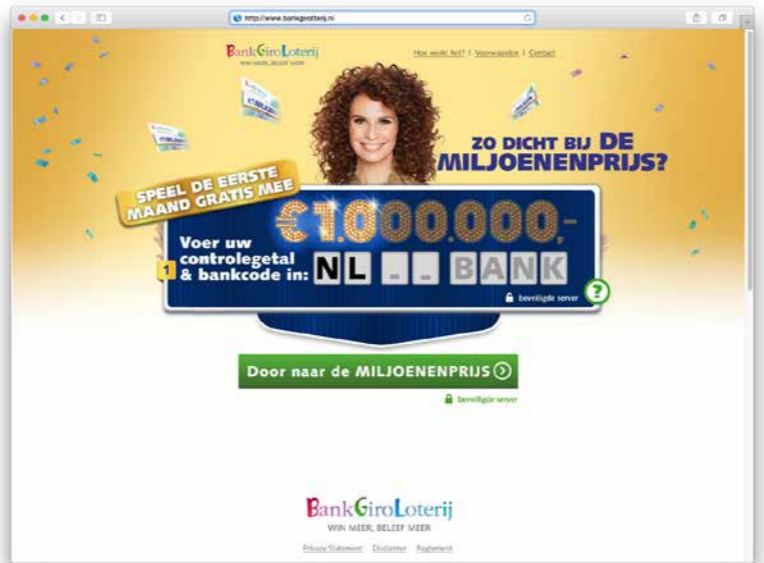 http://www.bankgiroloterij.nl
BankGiroLoterij
WIN MEER, BELEEF MEER
Hoe werkt het? | Voorwaarden | Contact
ZO DICHT BIJ DE
MILJOENENPRIJS?
SPEEL DE EERSTE
MAAND GRATIS MEE
€1.000.000,-
Voer uw
controlegetal
1 & bankcode in: NL _ _ BANK
?
beveiligde server
Door naar de MILJOENENPRIJS
beveiligde server
BankGiroLoterij
WIN MEER, BELEEF MEER
Privacy Statement Disclaimer Reglement